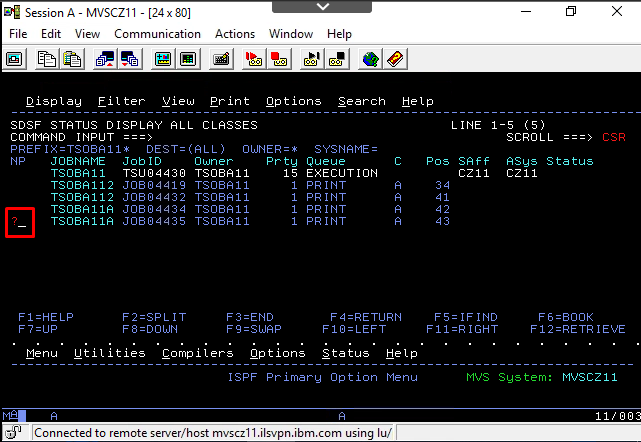 Session A - MVSCZ11 - [24 x 80]
File Edit View Communication Actions Window Help
Display Filter View Print Options Search Help
SDSF STATUS DISPLAY ALL CLASSES LINE 1-5 (5)
COMMAND INPUT ===> SCROLL ===> CSR
PREFIX=TSOBA11* DEST=(ALL) OWNER=* SYSNAME=
NP JOBNAME JobID Owner Prty Queue C Pos SAff ASys Status
TSOBA11 TSU04430 TSOBA11 15 EXECUTION CZ11 CZ11
TSOBA112 JOB04419 TSOBA11 1 PRINT A 34
TSOBA112 JOB04432 TSOBA11 1 PRINT A 41
TSOBA11A JOB04434 TSOBA11 1 PRINT A 42
?_ TSOBA11A JOB04435 TSOBA11 1 PRINT A 43
F1=HELP F2=SPLIT F3=END F4=RETURN F5=IFIND F6=BOOK
F7=UP F8=DOWN F9=SWAP F10=LEFT F11=RIGHT F12=RETRIEVE
Menu Utilities Compilers Options Status Help
ISPF Primary Option Menu MVS System: MVSCZ11
MA A A 11/003
Connected to remote server/host mvscz11.ilsvpn.ibm.com using lu/